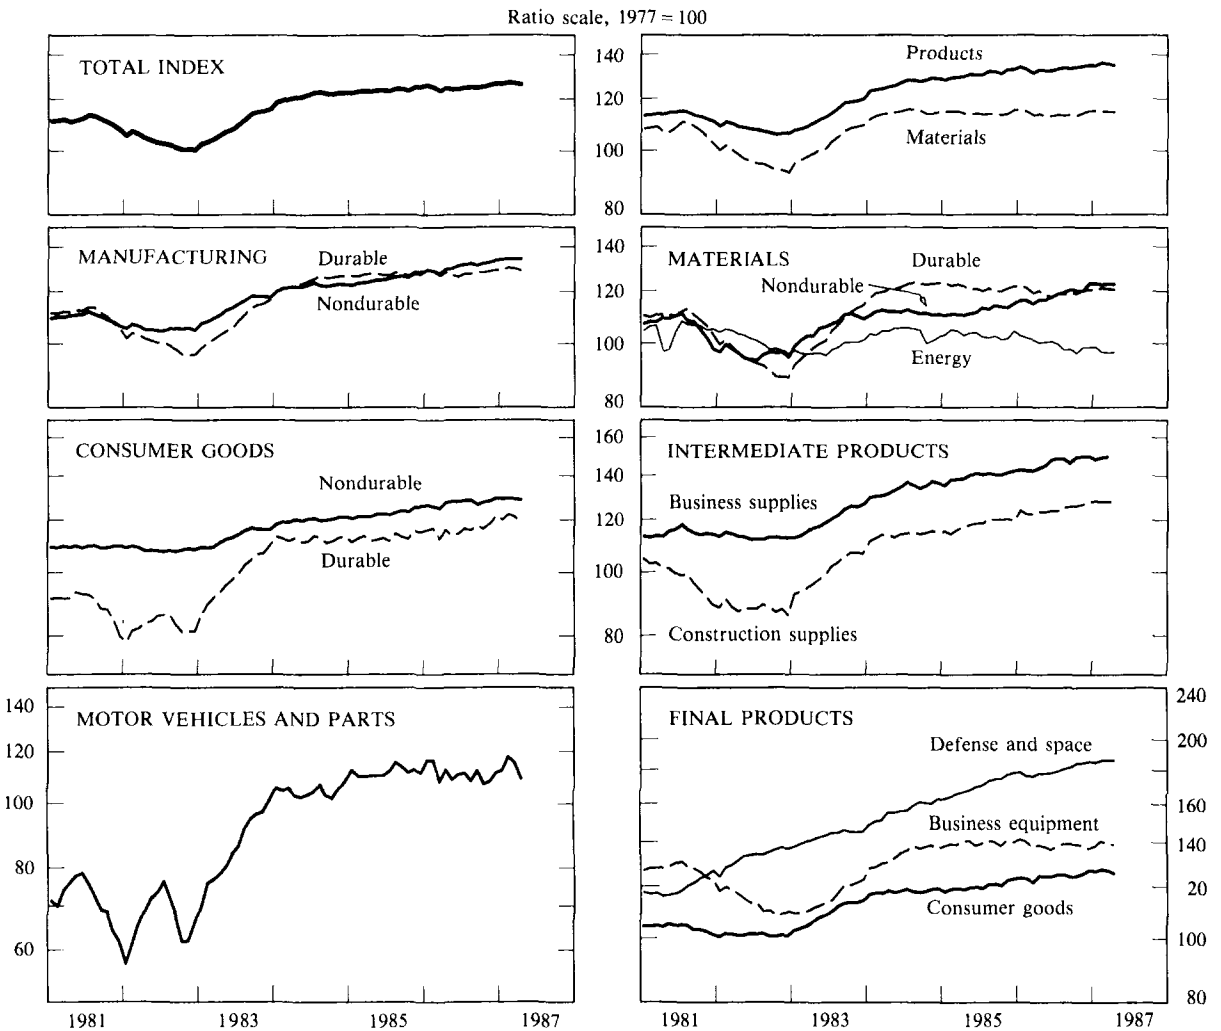 Ratio scale, 1977 = 100
TOTAL INDEX
140
120
100
80
Products
Materials
MANUFACTURING
Durable
Nondurable
140
120
100
80
MATERIALS
Durable
Nondurable
Energy
CONSUMER GOODS
Nondurable
Durable
160
140
120
100
80
INTERMEDIATE PRODUCTS
Business supplies
Construction supplies
140
120
100
80
60
MOTOR VEHICLES AND PARTS
FINAL PRODUCTS
Defense and space
Business equipment
Consumer goods
240
200
160
140
20
100
80
1981 1983 1985 1987
1981 1983 1985 1987